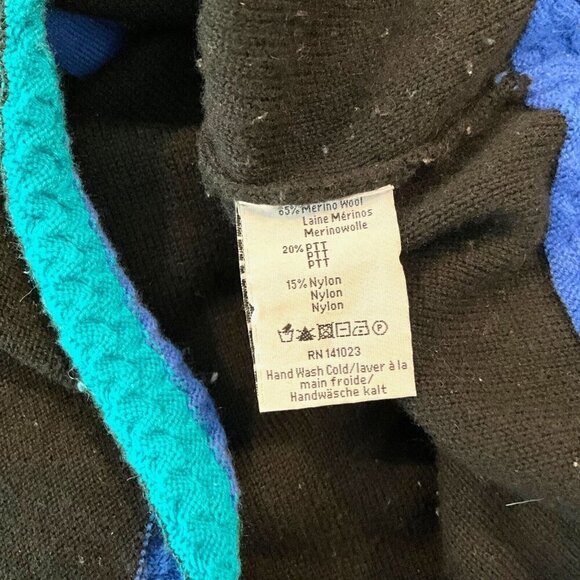 65% Merino Wool
Laine Mérinos
Merinowolle
20% PTT
PTT
PTT
15% Nylon
Nylon
Nylon
P
RN 141023
Hand Wash Cold/laver à la
main froide/
Handwäsche kalt